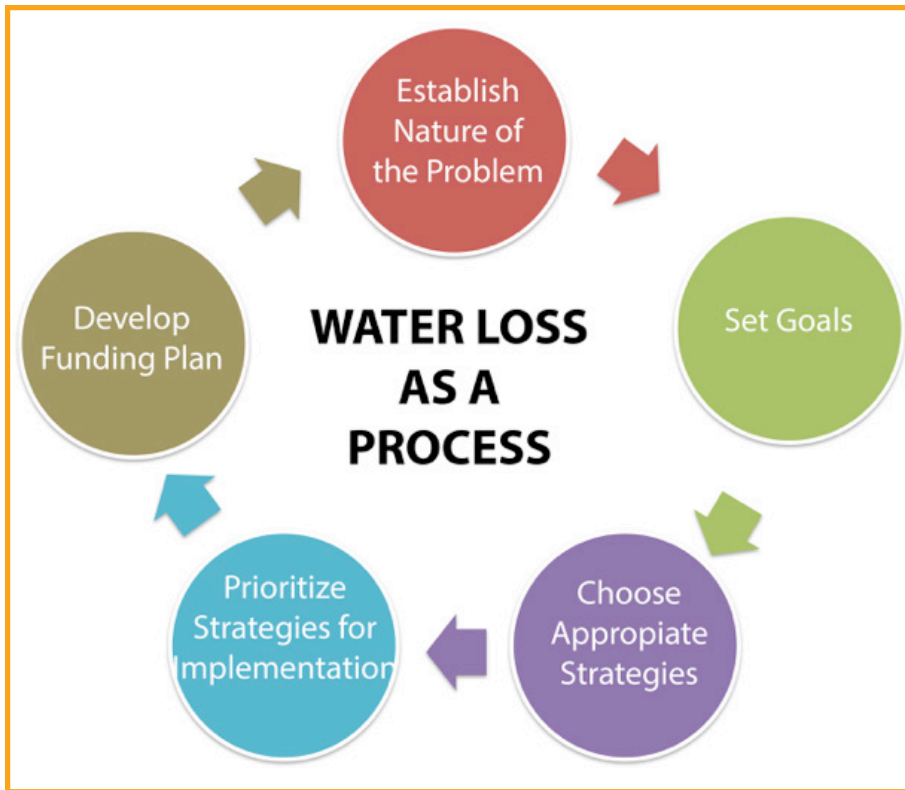 Establish
Nature of
the Problem
Set Goals
Choose
Appropiate
Strategies
Prioritize
Strategies for
Implementation
Develop
Funding Plan
WATER LOSS
AS A
PROCESS